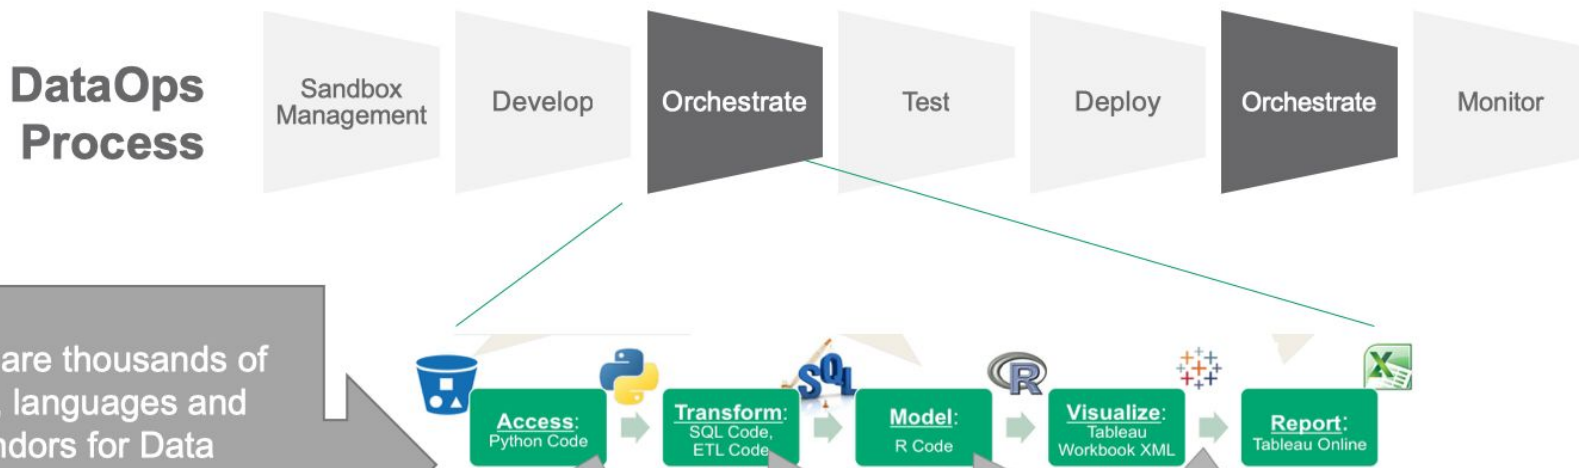 DataOps
Process
Sandbox
Management
Develop
Orchestrate
Test
Deploy
Orchestrate
Monitor
are thousands of
languages and
ndors for Data
SQL
R
X
Access:
Python Code
Transform:
SQL Code,
ETL Code
Model:
R Code
Visualize:
Tableau
Workbook XML
Report:
Tableau Online